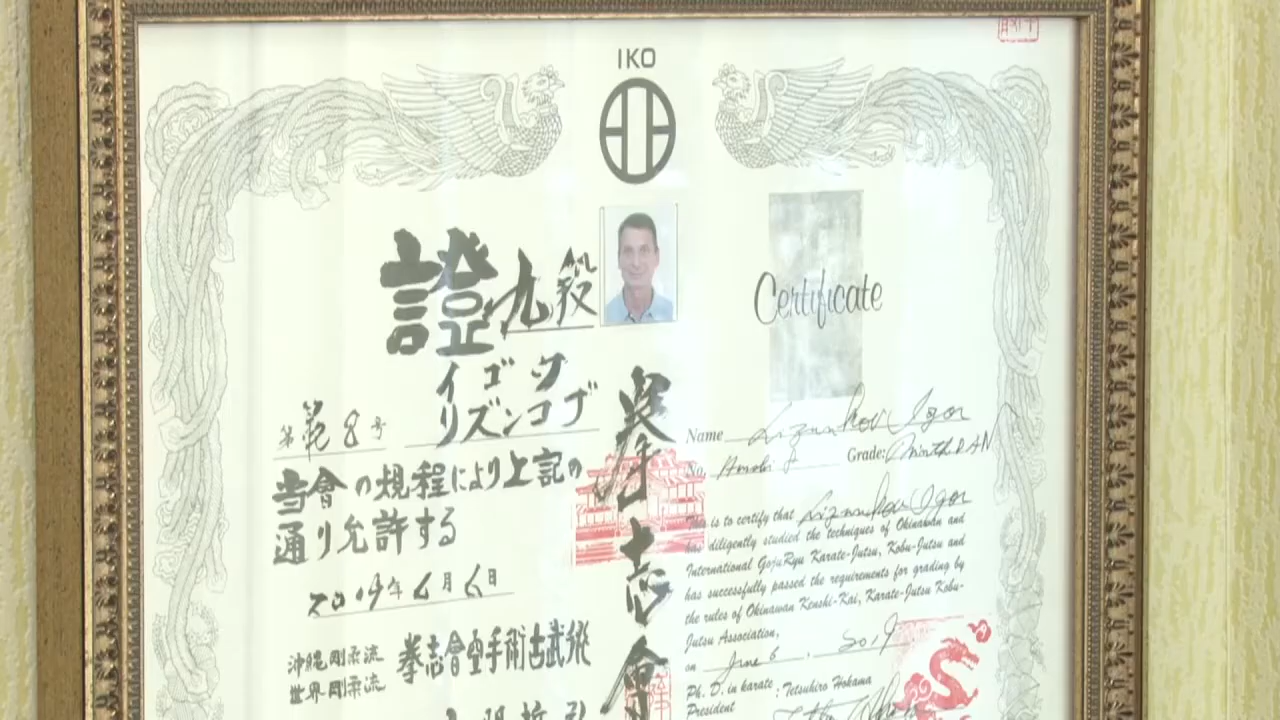 IKO
證
九段
イゴワ
リズンコブ
第 8 号
当會の規程により上記の
通り允許する
2019年6月6日
沖縄剛柔流
世界剛柔流
拳志會空手術古武術
拳志會
Certificate
Name Lizunkov Igor
No. Grade: Ninth DAN
This is to certify that Lizunkov Igor
has diligently studied the techniques of Okinawan and
International GojuRyu Karate-Jutsu, Kobu-Jutsu and
has successfully passed the requirements for grading by
the rules of Okinawan Kenshi-Kai, Karate-Jutsu Kobu-
Jutsu Association,
on June 6 , 2019
Ph. D. in karate : Tetsuhiro Hokama
President